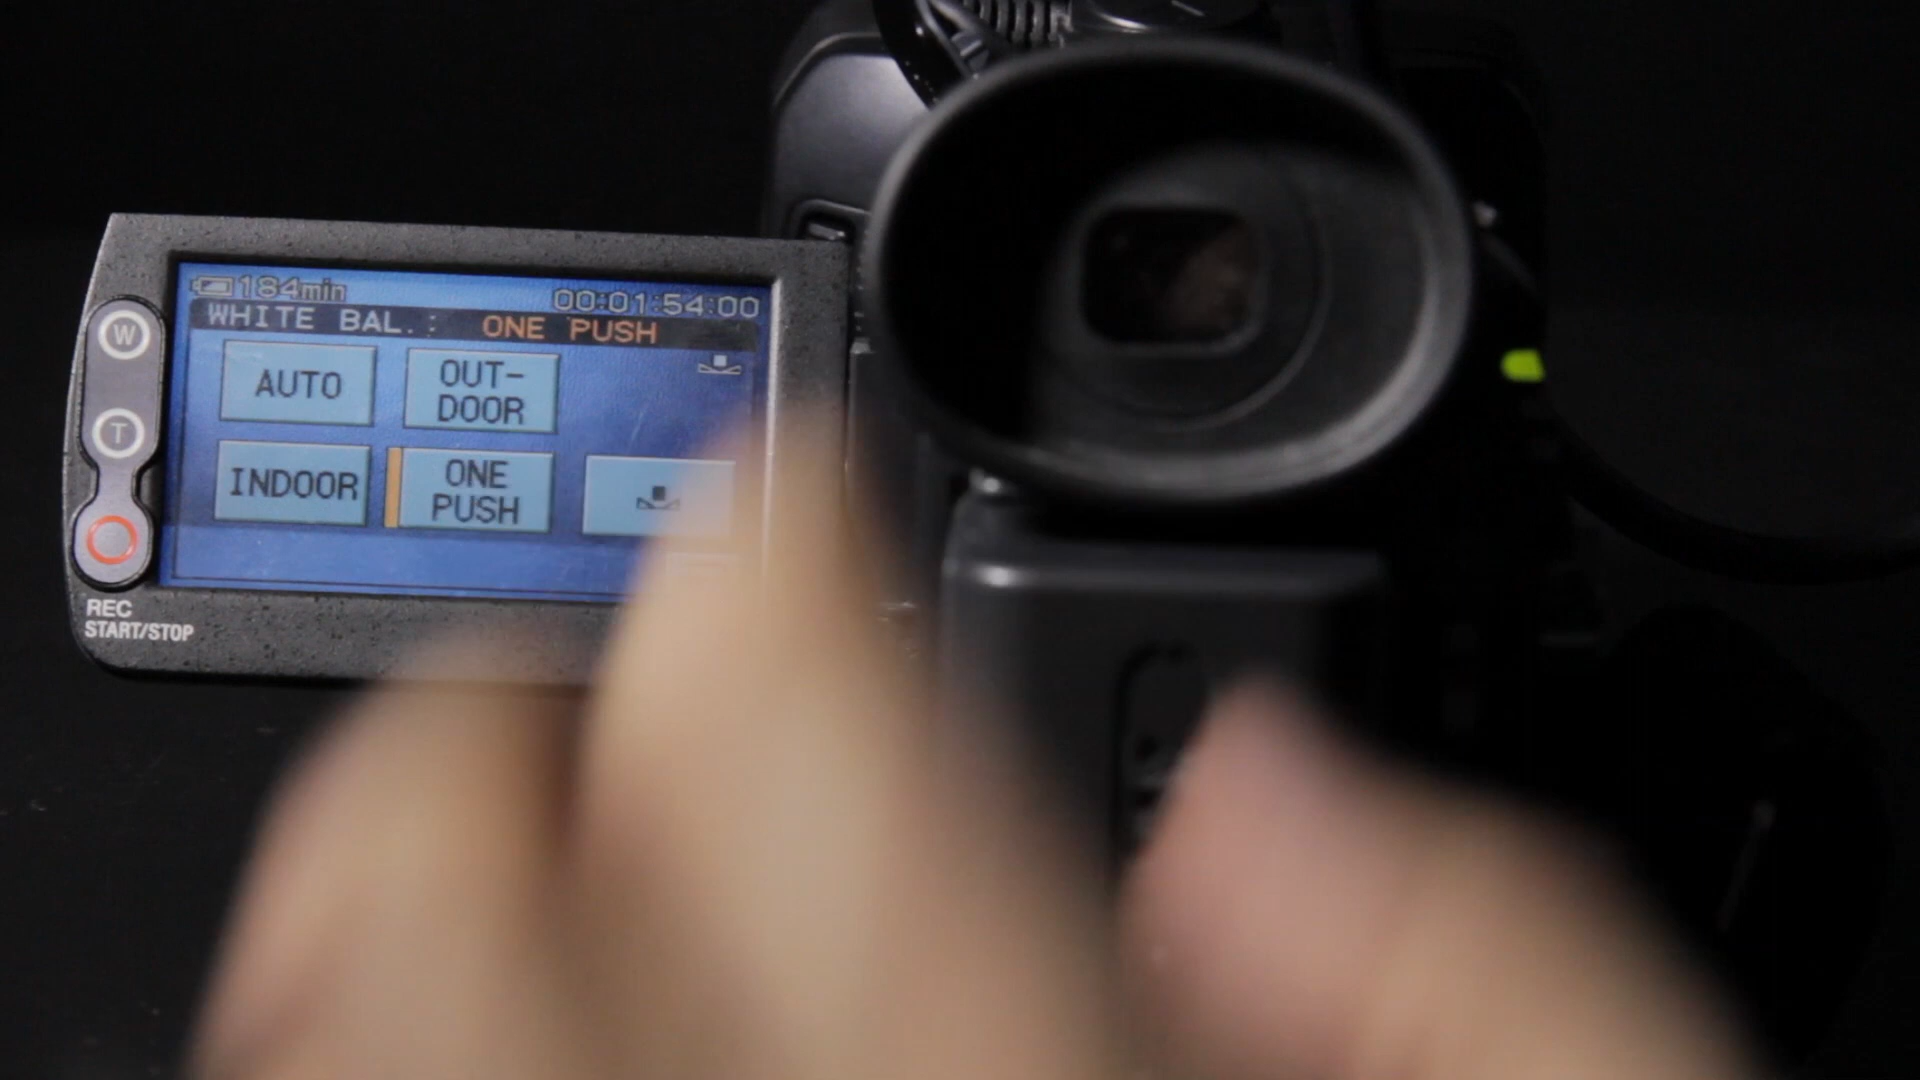 184min
00:01:54:00
WHITE BAL.: ONE PUSH
AUTO
OUT-
DOOR
INDOOR
ONE
PUSH
W
T
REC
START/STOP